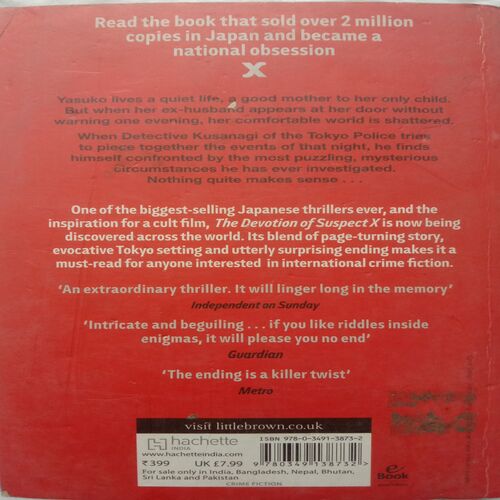 Read the book that sold over 2 million
copies in Japan and became a
national obsession
X
Yasuko lives a quiet life, a good mother to her only child.
But when her ex-husband appears at her door without
warning one evening, her comfortable world is shattered.
When Detective Kusanagi of the Tokyo Police tries
to piece together the events of that night, he finds
himself confronted by the most puzzling, mysterious
circumstances he has ever investigated.
Nothing quite makes sense . . .
One of the biggest-selling Japanese thrillers ever, and the
inspiration for a cult film, The Devotion of Suspect X is now being
discovered across the world. Its blend of page-turning story,
evocative Tokyo setting and utterly surprising ending makes it a
must-read for anyone interested in international crime fiction.
'An extraordinary thriller. It will linger long in the memory'
Independent on Sunday
'Intricate and beguiling . . . if you like riddles inside
enigmas, it will please you no end'
Guardian
'The ending is a killer twist'
Metro
visit littlebrown.co.uk
hachette
INDIA
www.hachetteindia.com
₹ 399 UK £7.99
For sale only in India, Bangladesh, Nepal, Bhutan,
Sri Lanka and Pakistan
ISBN 978-0-3491-3873-2
9 780349 138732 >
eBook
CRIME FICTION